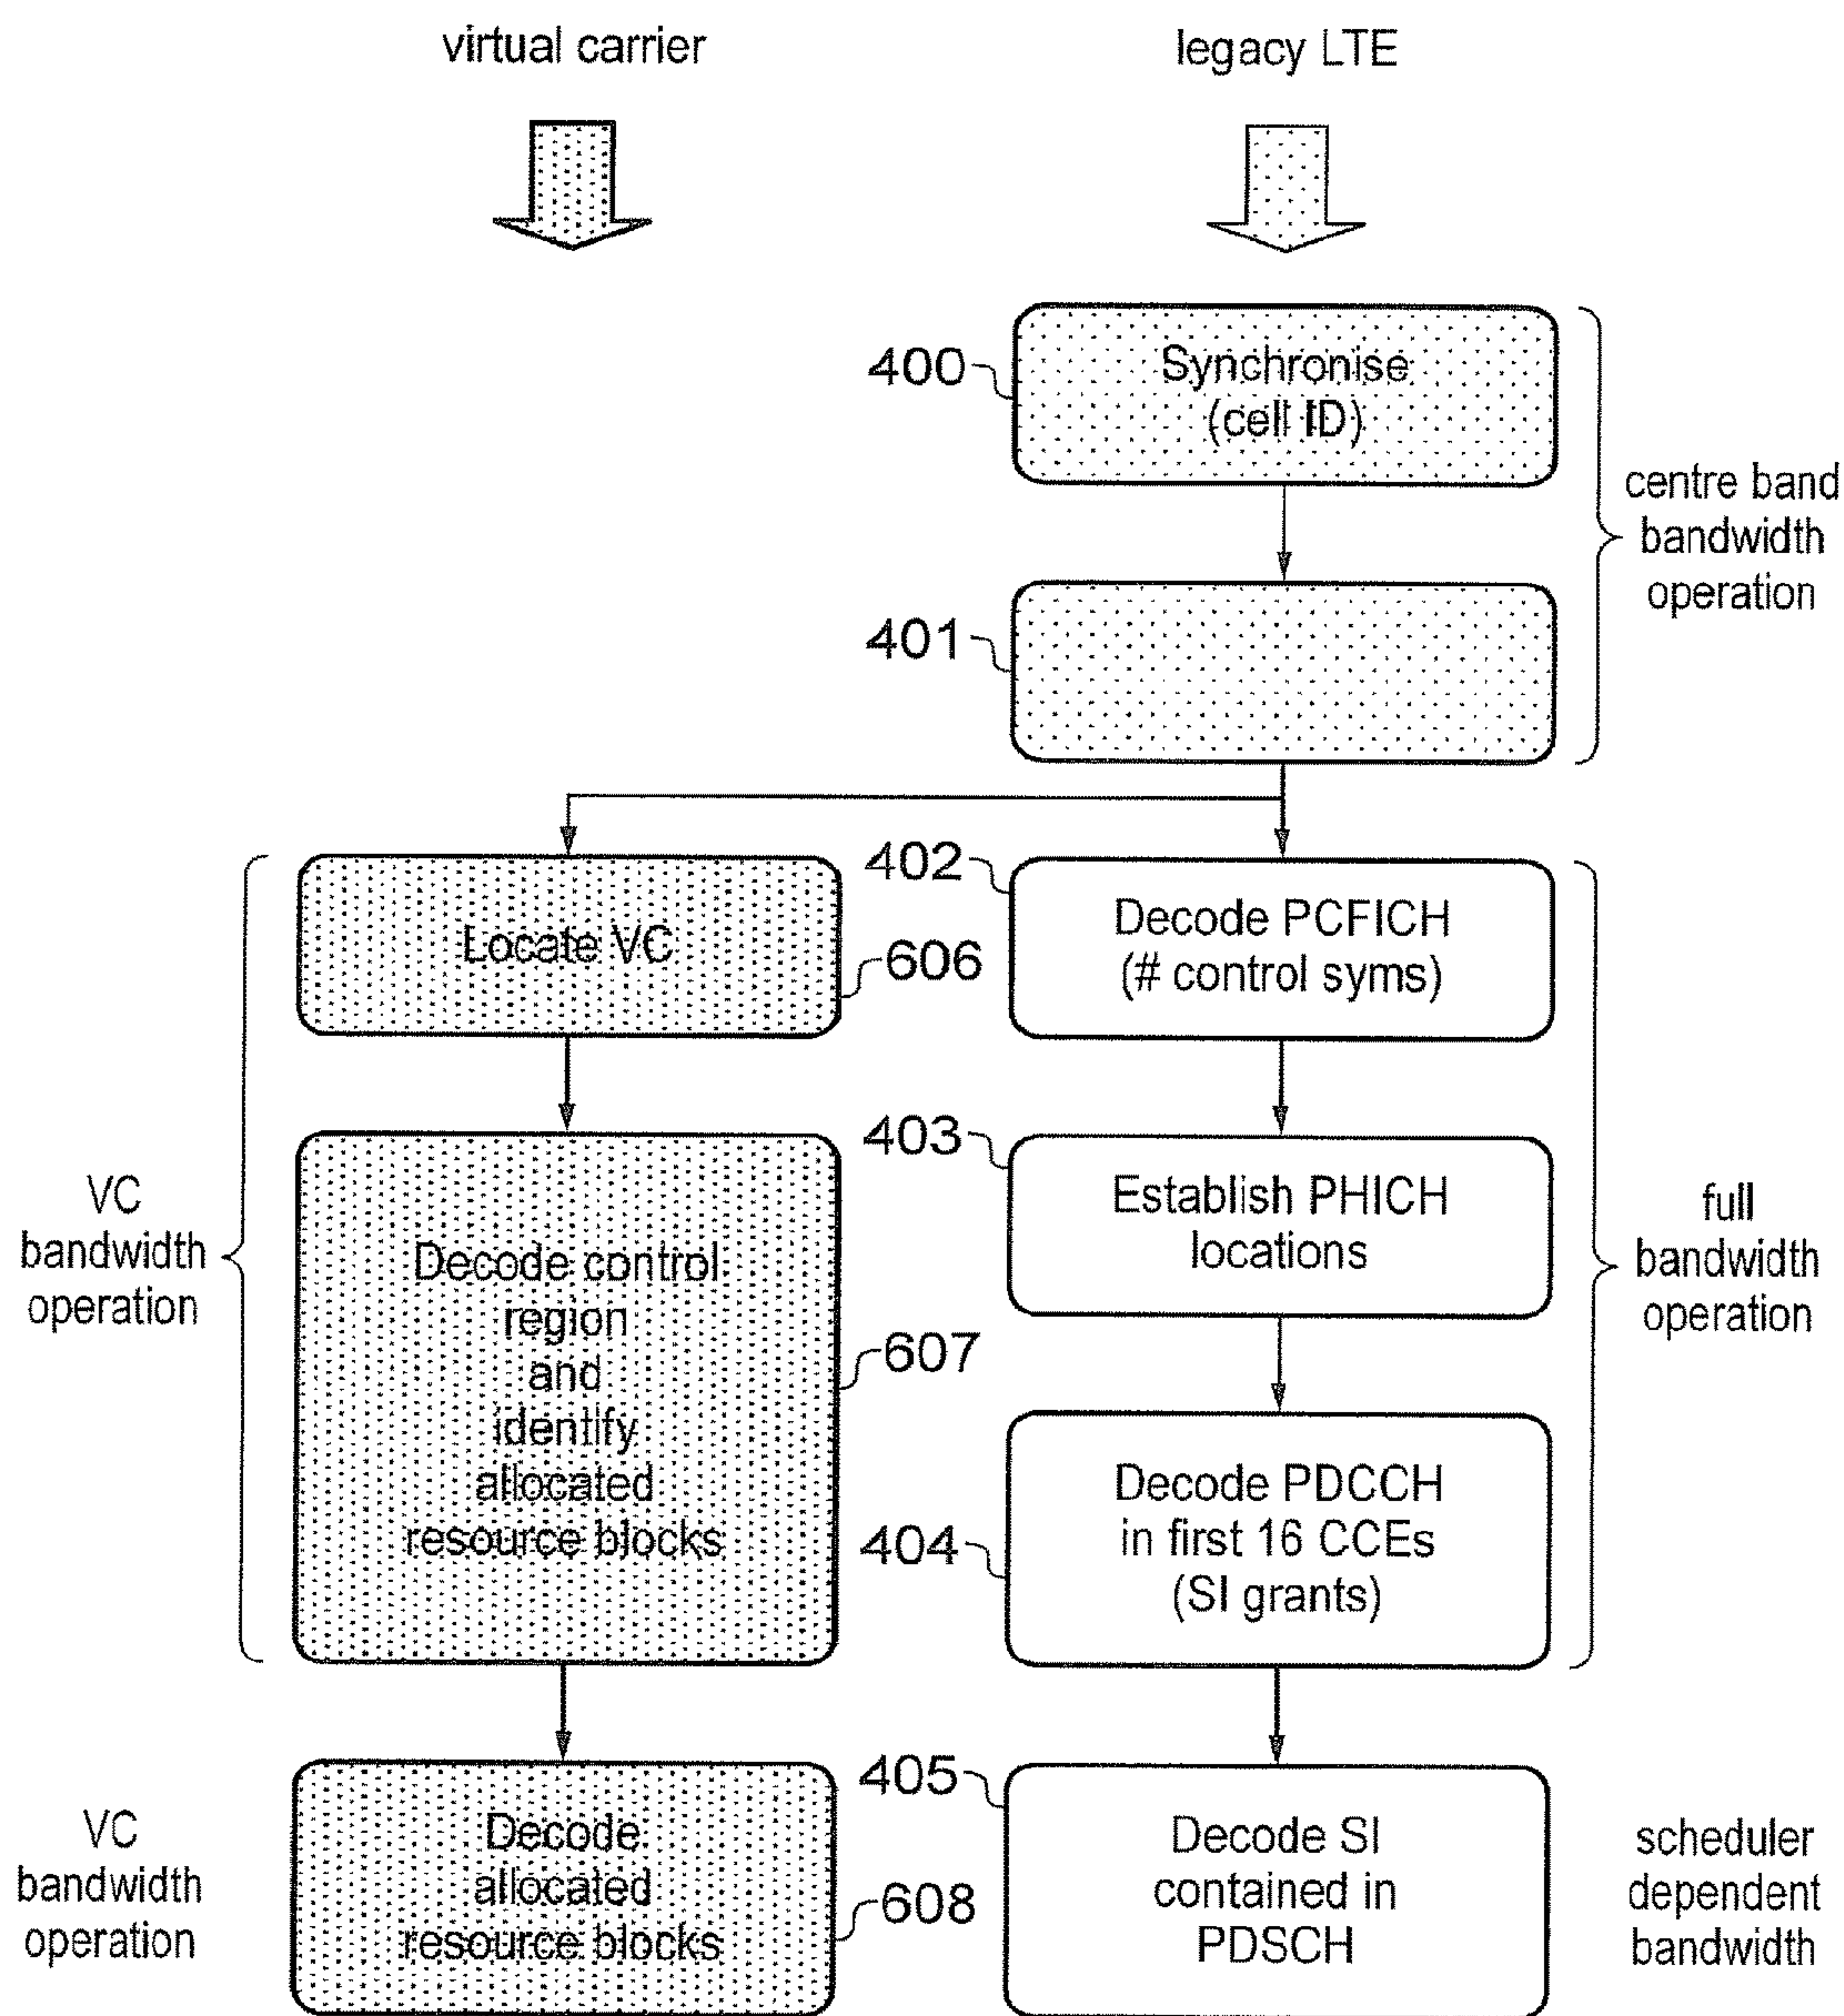 virtual carrier
legacy LTE
400
Synchronise
(cell ID)
centre band
bandwidth
operation
401
402
Locate VC
606
Decode PCFICH
(# control syms)
403
Establish PHICH
locations
VC
bandwidth
operation
Decode control
region
and
identify
allocated
resource blocks
607
full
bandwidth
operation
404
Decode PDCCH
in first 16 CCEs
(SI grants)
VC
bandwidth
operation
Decode
allocated
resource blocks
608
405
Decode SI
contained in
PDSCH
scheduler
dependent
bandwidth